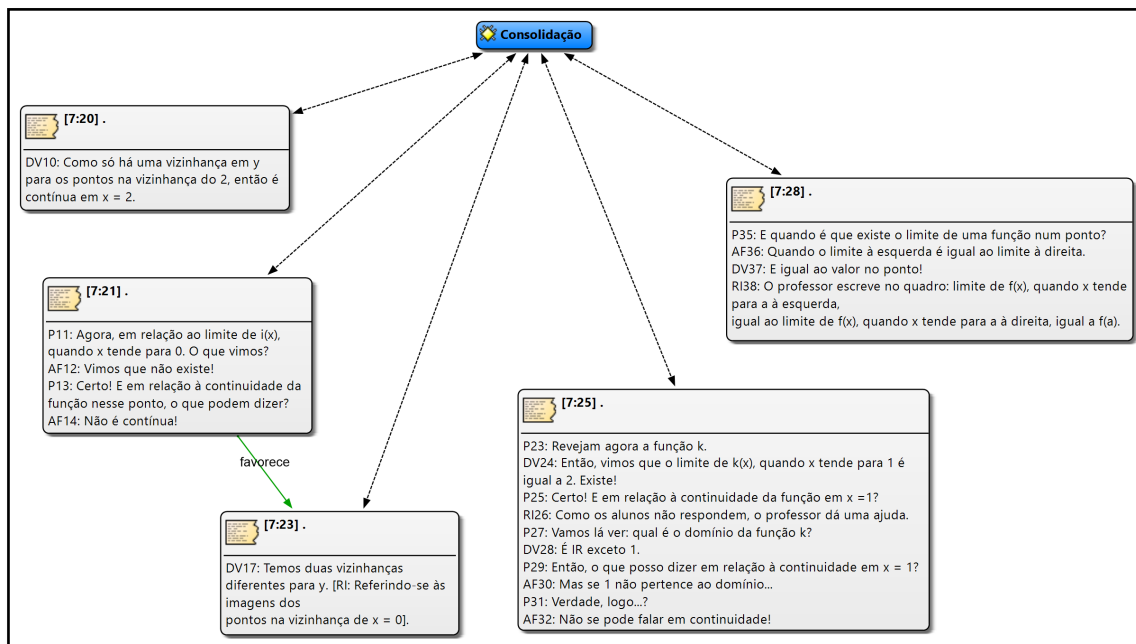 Consolidação
[7:20] .
DV10: Como só há uma vizinhança em y
para os pontos na vizinhança do 2, então é
contínua em x = 2.
[7:28] .
P35: E quando é que existe o limite de uma função num ponto?
AF36: Quando o limite à esquerda é igual ao limite à direita.
DV37: E igual ao valor no ponto!
RI38: O professor escreve no quadro: limite de f(x), quando x tende
para a à esquerda,
igual ao limite de f(x), quando x tende para a à direita, igual a f(a).
[7:21] .
P11: Agora, em relação ao limite de i(x),
quando x tende para 0. O que vimos?
AF12: Vimos que não existe!
P13: Certo! E em relação à continuidade da
função nesse ponto, o que podem dizer?
AF14: Não é contínua!
favorece
[7:25] .
P23: Revejam agora a função k.
DV24: Então, vimos que o limite de k(x), quando x tende para 1 é
igual a 2. Existe!
P25: Certo! E em relação à continuidade da função em x =1?
RI26: Como os alunos não respondem, o professor dá uma ajuda.
P27: Vamos lá ver: qual é o domínio da função k?
DV28: É IR exceto 1.
P29: Então, o que posso dizer em relação à continuidade em x = 1?
AF30: Mas se 1 não pertence ao domínio...
P31: Verdade, logo...?
AF32: Não se pode falar em continuidade!
[7:23] .
DV17: Temos duas vizinhanças
diferentes para y. [RI: Referindo-se às
imagens dos
pontos na vizinhança de x = 0].